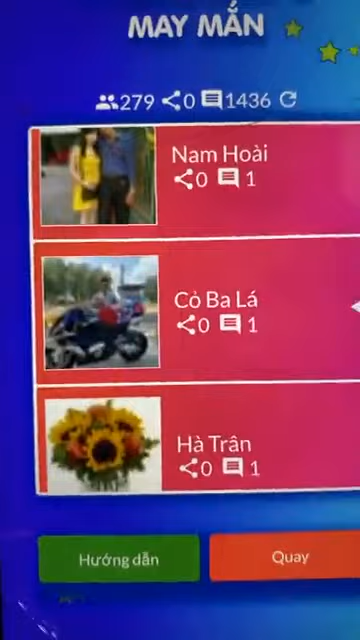 MAY MẮN
279 0 1436
Nam Hoài
0 1
Cỏ Ba Lá
0 1
Hà Trân
0 1
Hướng dẫn
Quay